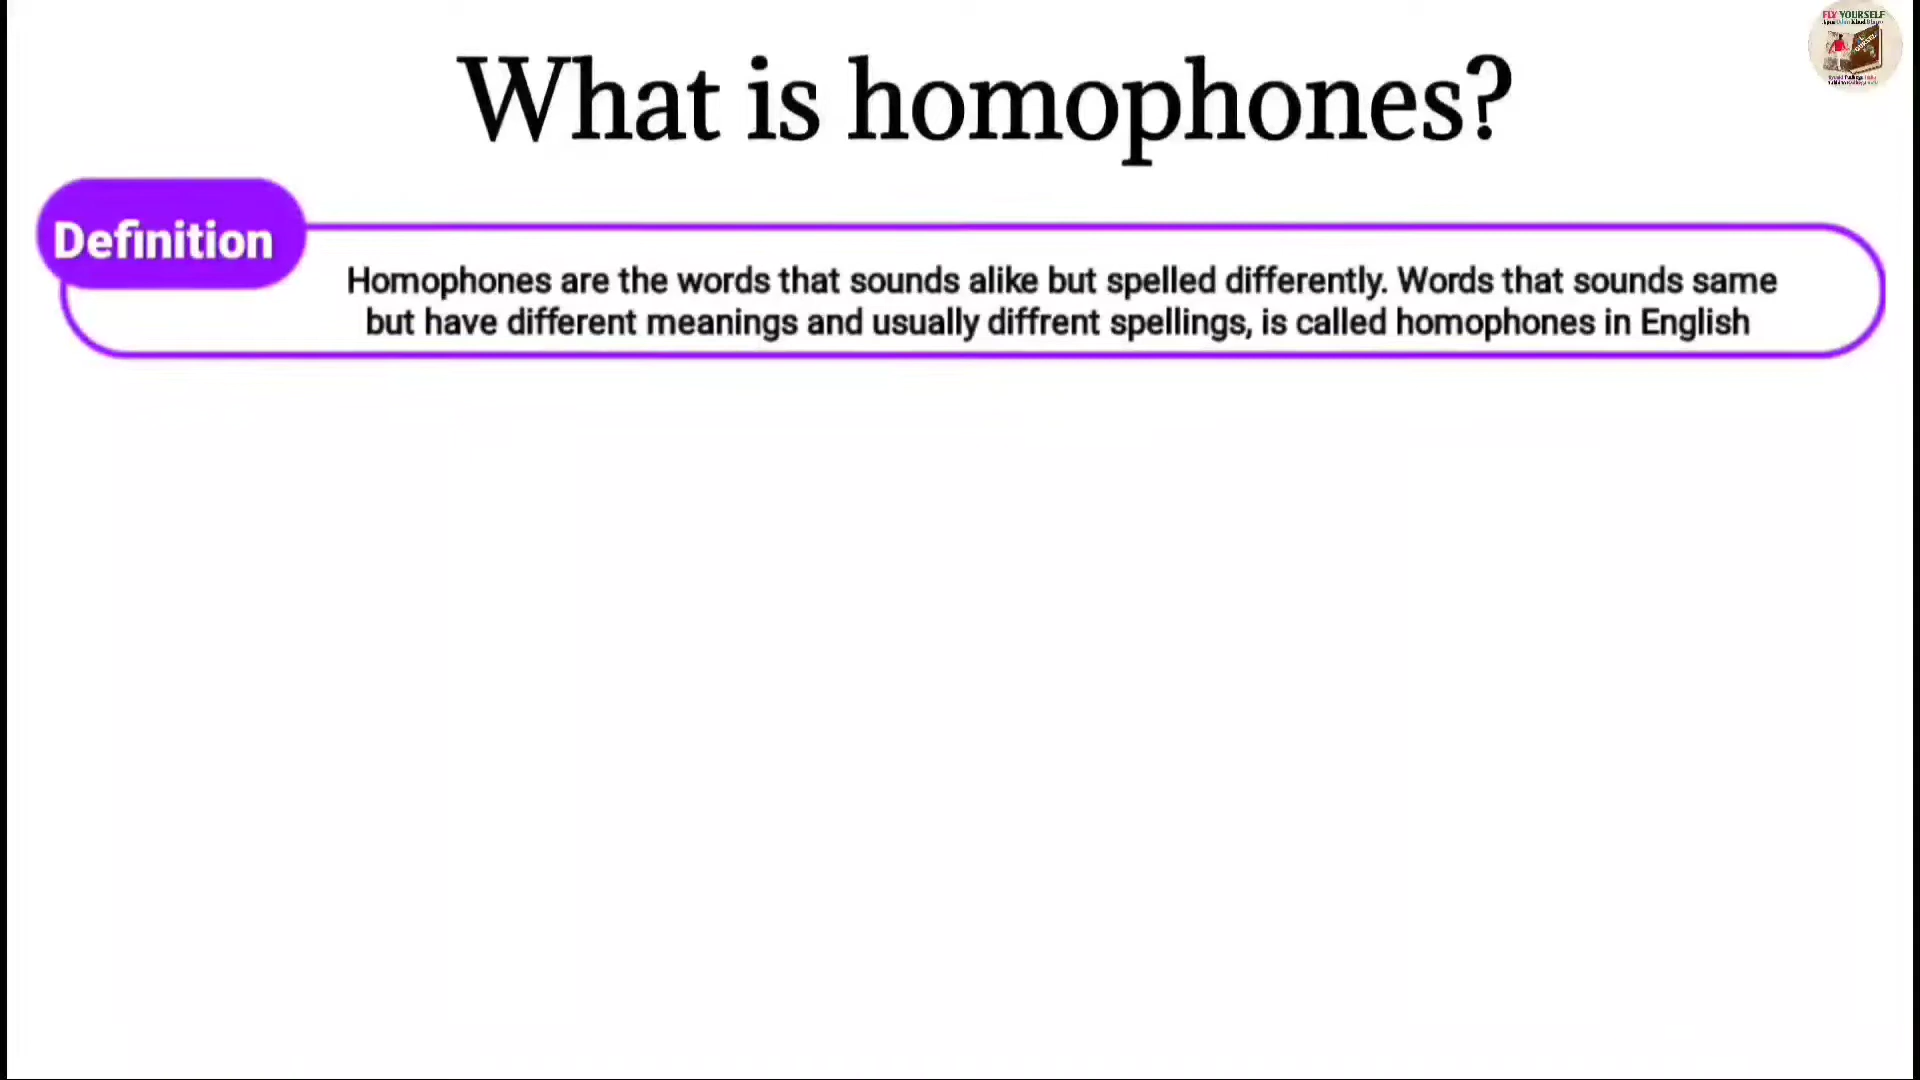 FLY YOURSELF
What is homophones?
Definition
Homophones are the words that sounds alike but spelled differently. Words that sounds same
but have different meanings and usually diffrent spellings, is called homophones in English